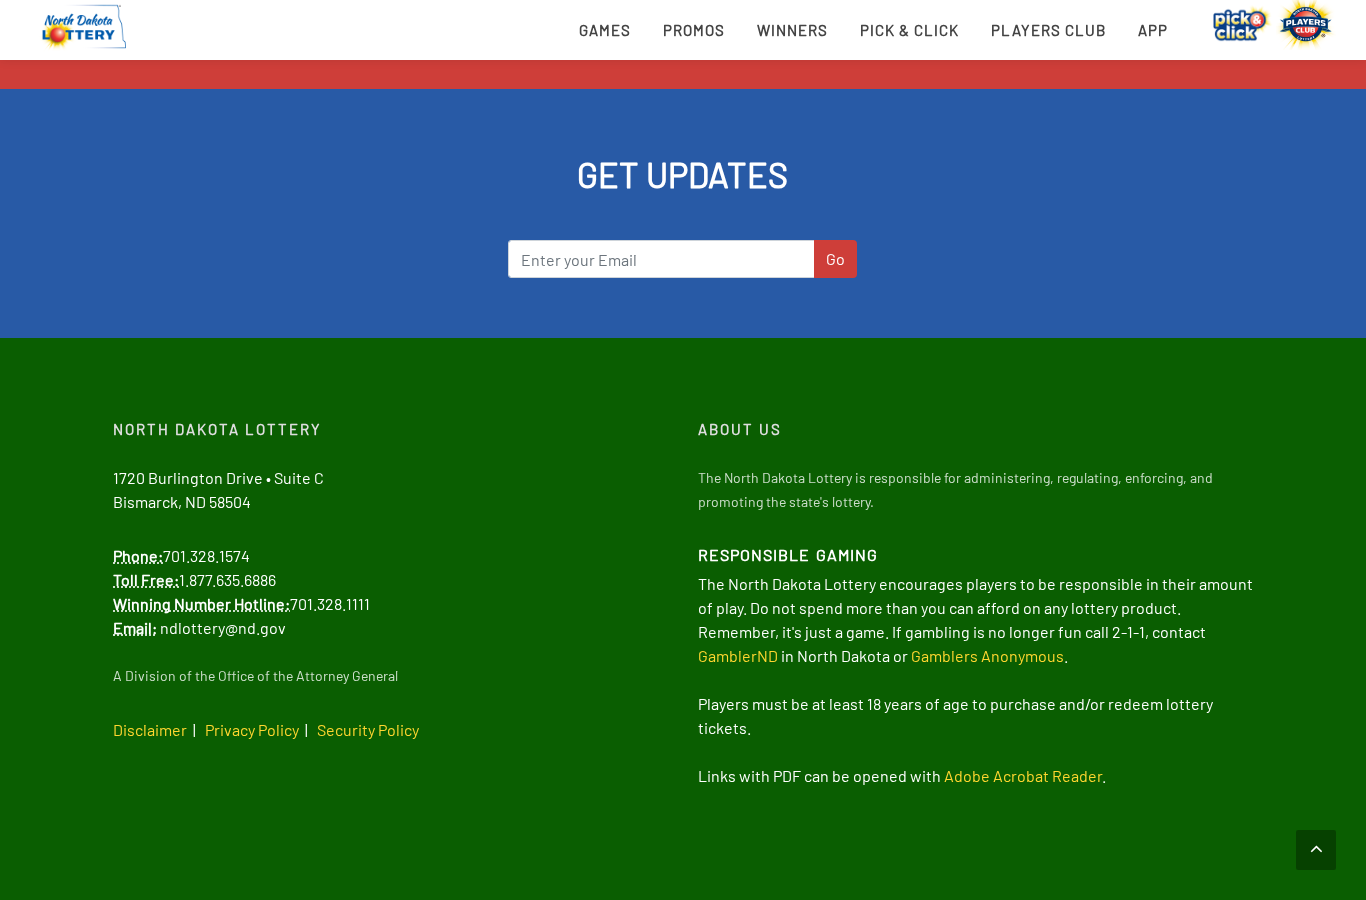 North Dakota
LOTTERY
GAMES PROMOS WINNERS PICK & CLICK PLAYERS CLUB APP
pick &
click
PLAYERS
CLUB
GET UPDATES
Enter your Email Go
NORTH DAKOTA LOTTERY
1720 Burlington Drive • Suite C
Bismarck, ND 58504
Phone:701.328.1574
Toll Free:1.877.635.6886
Winning Number Hotline:701.328.1111
Email: ndlottery@nd.gov
A Division of the Office of the Attorney General
Disclaimer | Privacy Policy | Security Policy
ABOUT US
The North Dakota Lottery is responsible for administering, regulating, enforcing, and
promoting the state's lottery.
RESPONSIBLE GAMING
The North Dakota Lottery encourages players to be responsible in their amount
of play. Do not spend more than you can afford on any lottery product.
Remember, it's just a game. If gambling is no longer fun call 2-1-1, contact
GamblerND in North Dakota or Gamblers Anonymous.
Players must be at least 18 years of age to purchase and/or redeem lottery
tickets.
Links with PDF can be opened with Adobe Acrobat Reader.